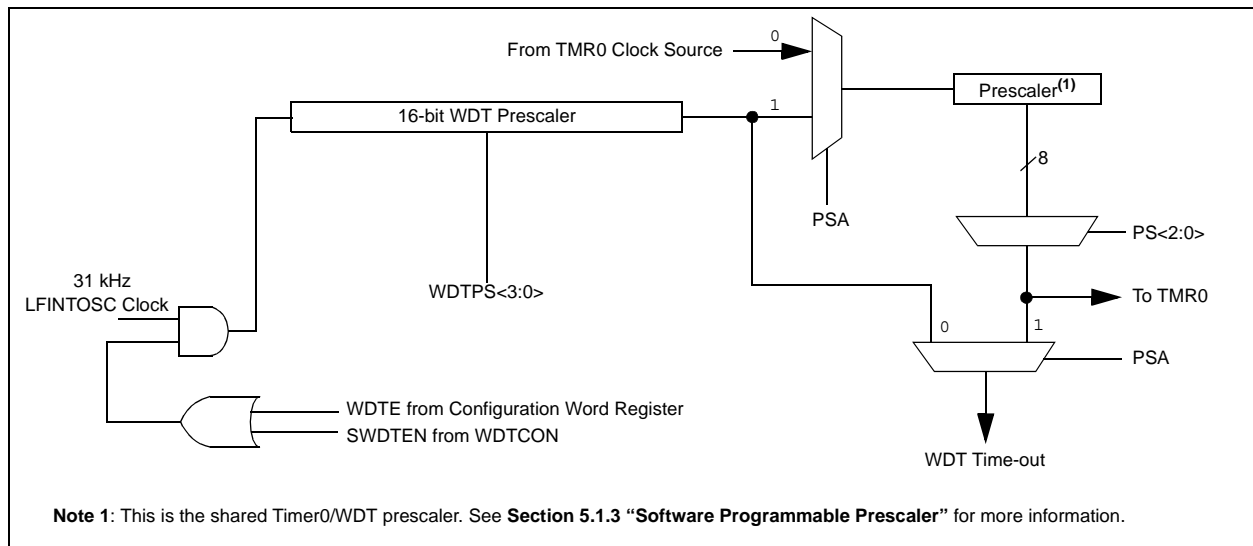 From TMR0 Clock Source
0
Prescaler(1)
16-bit WDT Prescaler
1
8
PSA
PS<2:0>
31 kHz
LFINTOSC Clock
WDTPS<3:0>
To TMR0
0
1
PSA
WDTE from Configuration Word Register
SWDTEN from WDTCON
WDT Time-out
Note 1: This is the shared Timer0/WDT prescaler. See Section 5.1.3 “Software Programmable Prescaler” for more information.